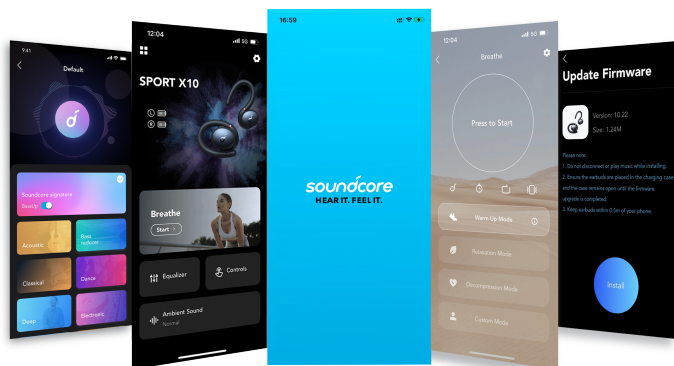 9:41
Default
Soundcore signature
BassUp
Acoustic
Bass
reducer
Classical
Dance
Deep
Electronic
12:04
5G
SPORT X10
L
R
Breathe
Start >
Equalizer
Controls
Ambient Sound
Normal
16:59
soundcore
HEAR IT. FEEL IT.
12:04
5G
Breathe
Press to Start
Warm Up Mode
Relaxation Mode
Decompression Mode
Custom Mode
Update Firmware
Version: 10.22
Size: 1.24M
Please note:
1. Do not disconnect or play music while installing.
2. Ensure the earbuds are placed in the charging case
and the case remains open until the firmware
upgrade is completed.
3. Keep earbuds within 0.5m of your phone.
Install